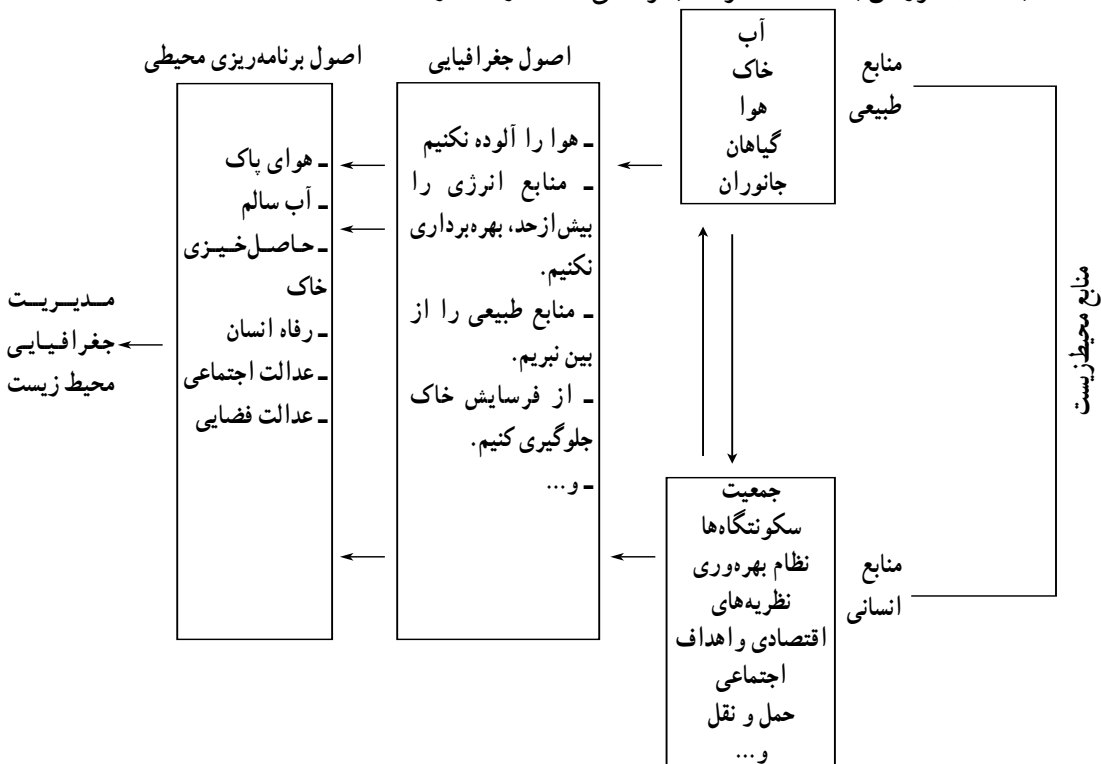 منابع محیط‌زیست
منابع
طبیعی
آب
خاک
هوا
گیاهان
جانوران
منابع
انسانی
جمعیت
سکونتگاه‌ها
نظام بهره‌وری
نظریه‌های
اقتصادی و اهداف
اجتماعی
حمل و نقل
و...
اصول جغرافیایی
ـ هوا را آلوده نکنیم
ـ منابع انرژی را
بیش‌ازحد، بهره‌برداری
نکنیم.
ـ منابع طبیعی را از
بین نبریم.
ـ از فرسایش خاک
جلوگیری کنیم.
ـ و...
اصول برنامه‌ریزی محیطی
ـ هوای پاک
ـ آب سالم
ـ حاصل‌خیزی
خاک
ـ رفاه انسان
ـ عدالت اجتماعی
ـ عدالت فضایی
مدیریت
جغرافیایی
محیط زیست